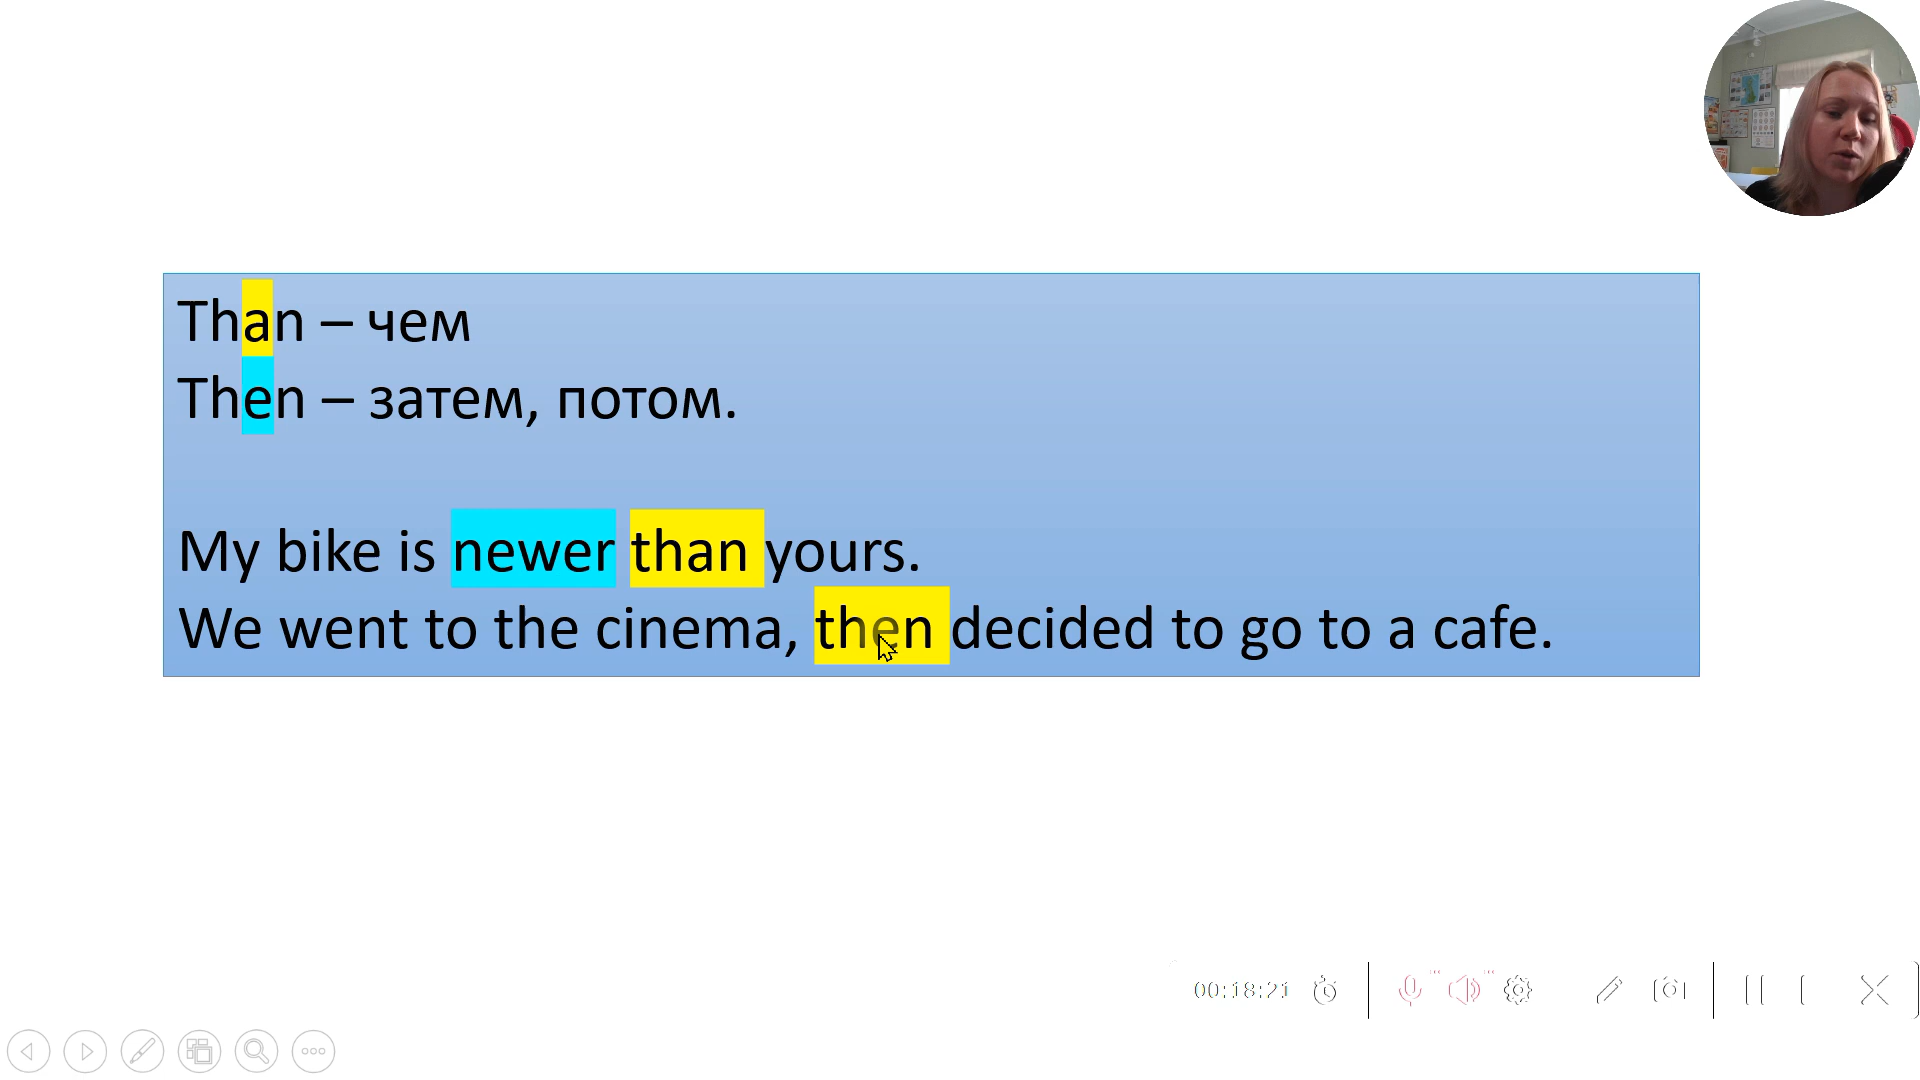 Than – чем
Then – затем, потом.
My bike is newer than yours.
We went to the cinema, then decided to go to a cafe.
00:18:21